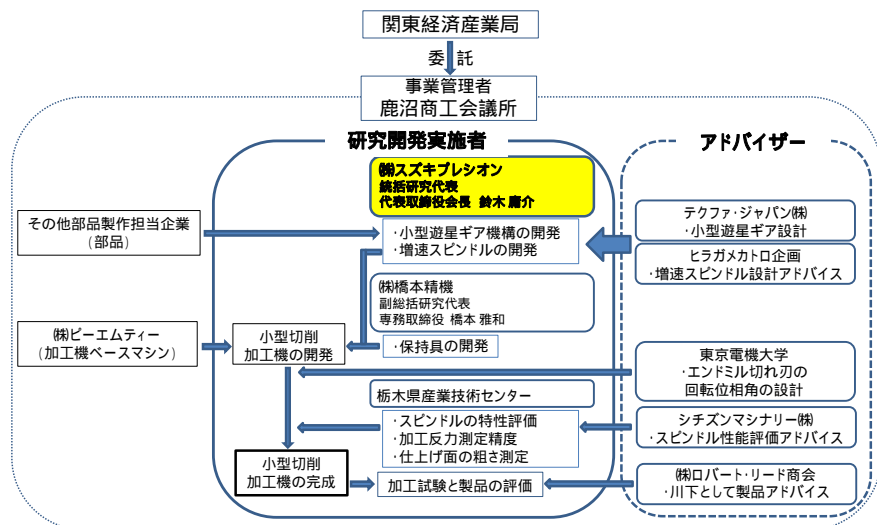 関東経済産業局
委 託
事業管理者
鹿沼商工会議所
研究開発実施者
アドバイザー
㈱スズキプレシオン
統括研究代表
代表取締役会長 鈴木 庸介
その他部品製作担当企業
(部品)
・小型遊星ギア機構の開発
・増速スピンドルの開発
テクファ・ジャパン㈱
・小型遊星ギア設計
ヒラガメカトロ企画
・増速スピンドル設計アドバイス
㈱橋本精機
副総括研究代表
専務取締役 橋本 雅和
㈱ピーエムティー
(加工機ベースマシン)
小型切削
加工機の開発
・保持具の開発
東京電機大学
・エンドミル切れ刃の
回転位相角の設計
栃木県産業技術センター
・スピンドルの特性評価
・加工反力測定精度
・仕上げ面の粗さ測定
シチズンマシナリー㈱
・スピンドル性能評価アドバイス
小型切削
加工機の完成
加工試験と製品の評価
㈱ロバート・リード商会
・川下として製品アドバイス